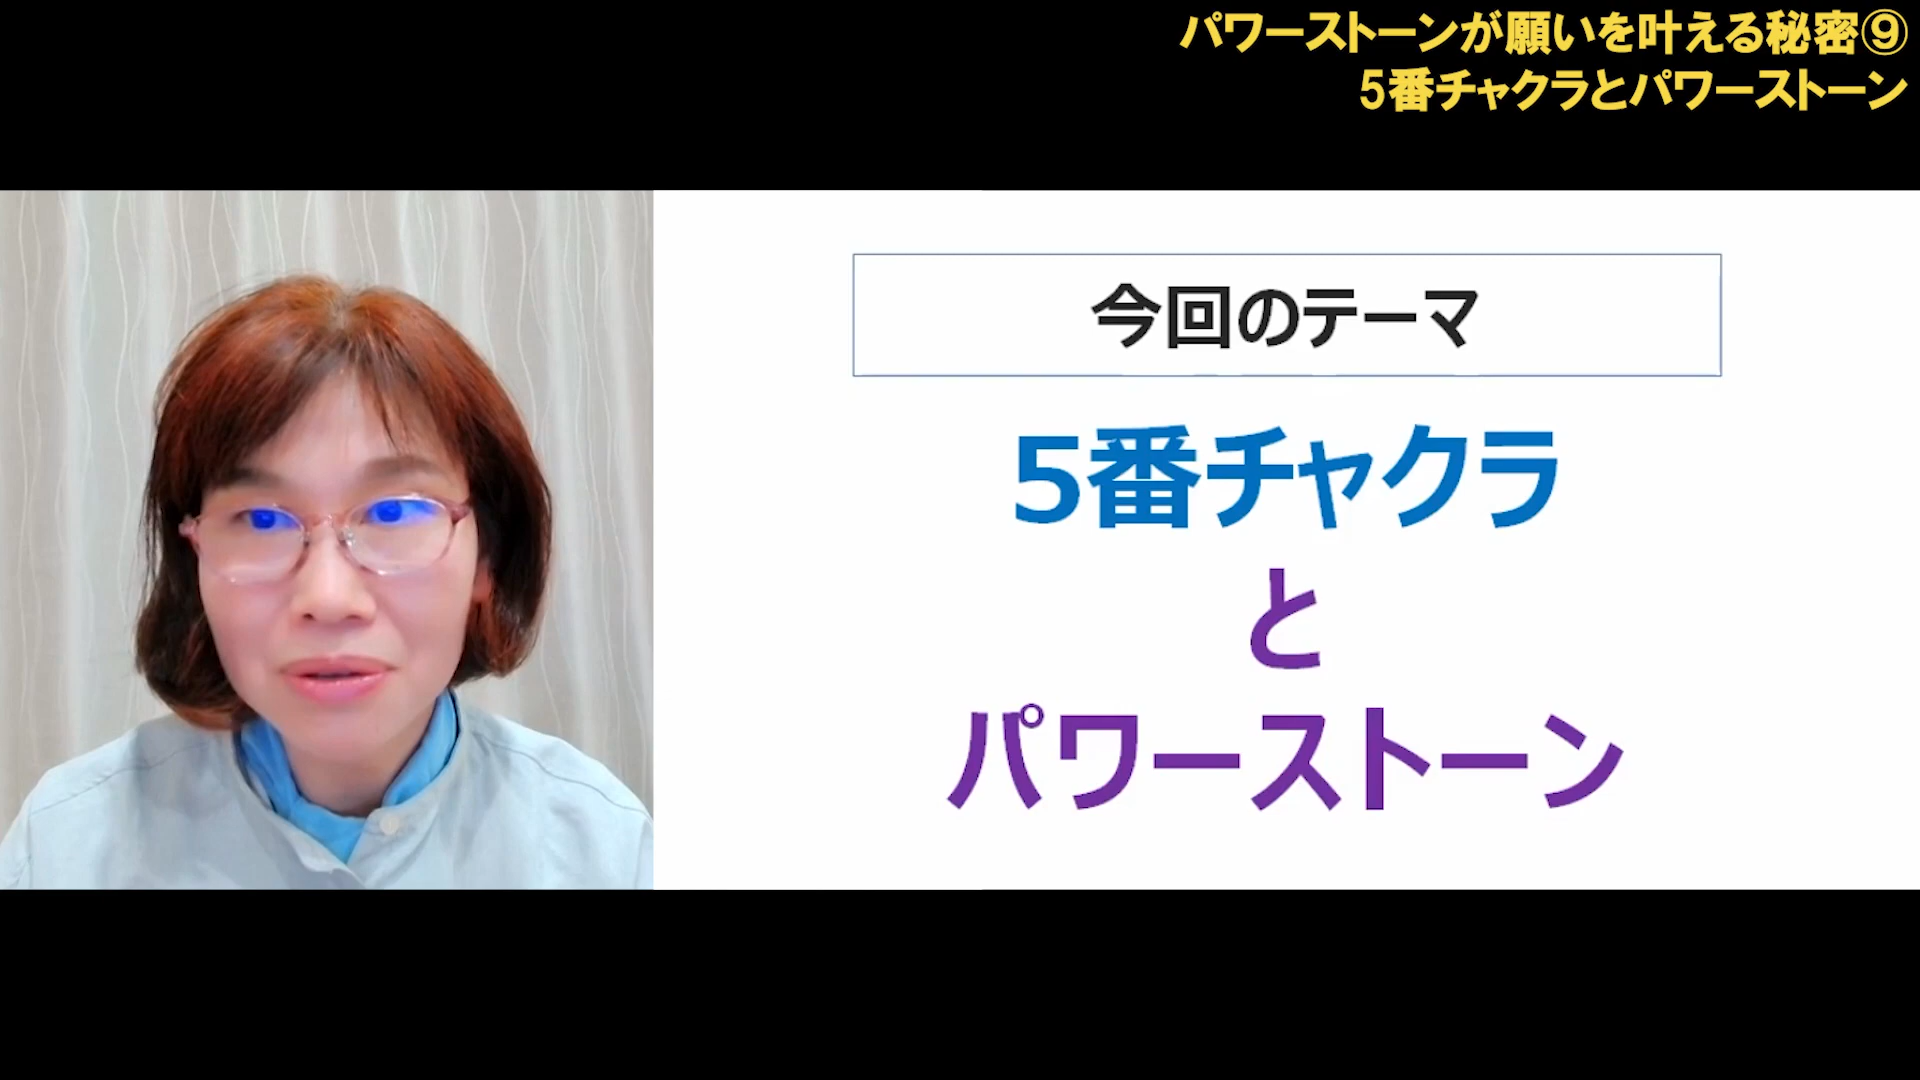 パワーストーンが願いを叶える秘密⑨
5番チャクラとパワーストーン
今回のテーマ
5番チャクラ
と
パワーストーン